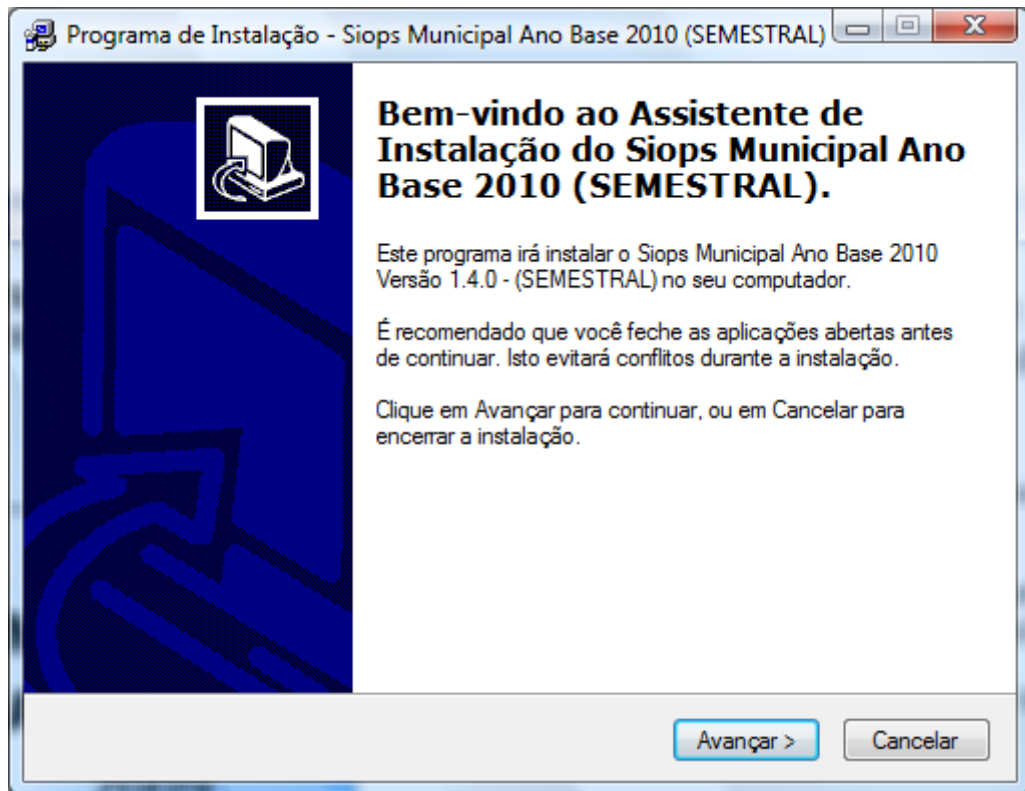 Programa de Instalação - Siops Municipal Ano Base 2010 (SEMESTRAL)
Bem-vindo ao Assistente de
Instalação do Siops Municipal Ano
Base 2010 (SEMESTRAL).
Este programa irá instalar o Siops Municipal Ano Base 2010
Versão 1.4.0 - (SEMESTRAL) no seu computador.
É recomendado que você feche as aplicações abertas antes
de continuar. Isto evitará conflitos durante a instalação.
Clique em Avançar para continuar, ou em Cancelar para
encerrar a instalação.
Avançar >
Cancelar